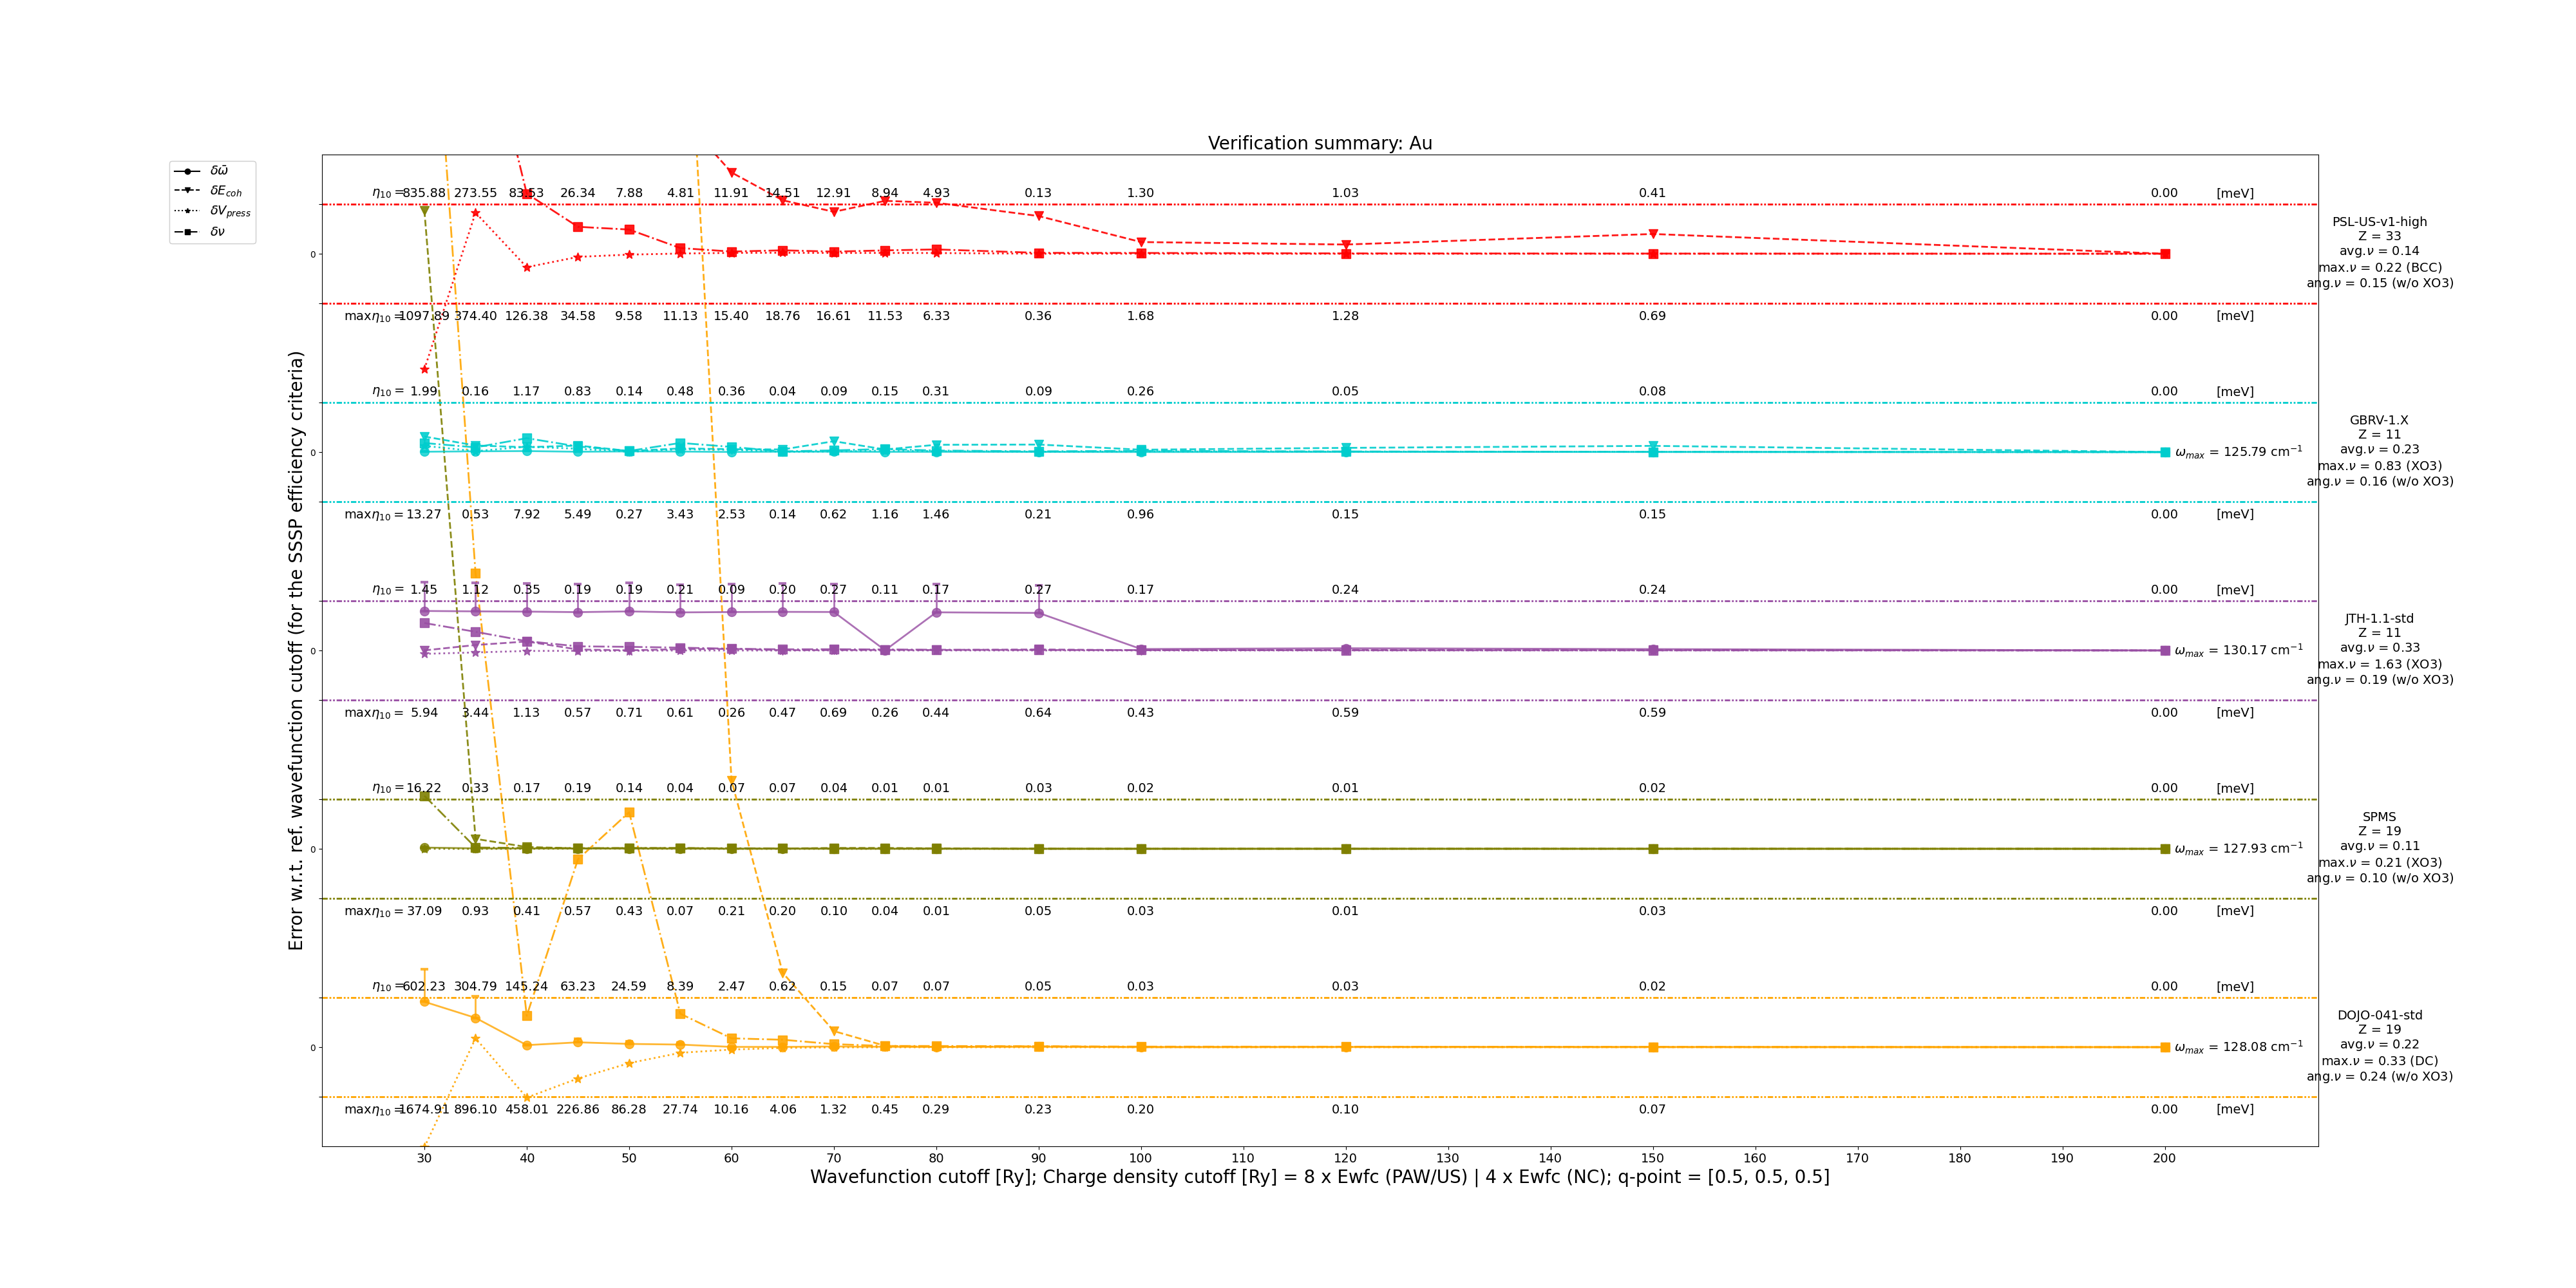 Verification summary: Au
δω̄
δE_coh
δV_press
δν
Error w.r.t. ref. wavefunction cutoff (for the SSSP efficiency criteria)
η₁₀ = 835.88 273.55 83.53 26.34 7.88 4.81 11.91 14.51 12.91 8.94 4.93 0.13 1.30 1.03 0.41 0.00 [meV]
0
maxη₁₀ = 1097.89 374.40 126.38 34.58 9.58 11.13 15.40 18.76 16.61 11.53 6.33 0.36 1.68 1.28 0.69 0.00 [meV]
PSL-US-v1-high
Z = 33
avg.ν = 0.14
max.ν = 0.22 (BCC)
ang.ν = 0.15 (w/o XO3)
η₁₀ = 1.99 0.16 1.17 0.83 0.14 0.48 0.36 0.04 0.09 0.15 0.31 0.09 0.26 0.05 0.08 0.00 [meV]
0
ω_max = 125.79 cm⁻¹
maxη₁₀ = 13.27 0.53 7.92 5.49 0.27 3.43 2.53 0.14 0.62 1.16 1.46 0.21 0.96 0.15 0.15 0.00 [meV]
GBRV-1.X
Z = 11
avg.ν = 0.23
max.ν = 0.83 (XO3)
ang.ν = 0.16 (w/o XO3)
η₁₀ = 1.45 1.12 0.35 0.19 0.19 0.21 0.09 0.20 0.27 0.11 0.17 0.27 0.17 0.24 0.24 0.00 [meV]
0
ω_max = 130.17 cm⁻¹
maxη₁₀ = 5.94 3.44 1.13 0.57 0.71 0.61 0.26 0.47 0.69 0.26 0.44 0.64 0.43 0.59 0.59 0.00 [meV]
JTH-1.1-std
Z = 11
avg.ν = 0.33
max.ν = 1.63 (XO3)
ang.ν = 0.19 (w/o XO3)
η₁₀ = 16.22 0.33 0.17 0.19 0.14 0.04 0.07 0.07 0.04 0.01 0.01 0.03 0.02 0.01 0.02 0.00 [meV]
0
ω_max = 127.93 cm⁻¹
maxη₁₀ = 37.09 0.93 0.41 0.57 0.43 0.07 0.21 0.20 0.10 0.04 0.01 0.05 0.03 0.01 0.03 0.00 [meV]
SPMS
Z = 19
avg.ν = 0.11
max.ν = 0.21 (XO3)
ang.ν = 0.10 (w/o XO3)
η₁₀ = 602.23 304.79 145.24 63.23 24.59 8.39 2.47 0.62 0.15 0.07 0.07 0.05 0.03 0.03 0.02 0.00 [meV]
0
ω_max = 128.08 cm⁻¹
maxη₁₀ = 1674.91 896.10 458.01 226.86 86.28 27.74 10.16 4.06 1.32 0.45 0.29 0.23 0.20 0.10 0.07 0.00 [meV]
DOJO-041-std
Z = 19
avg.ν = 0.22
max.ν = 0.33 (DC)
ang.ν = 0.24 (w/o XO3)
30 40 50 60 70 80 90 100 110 120 130 140 150 160 170 180 190 200
Wavefunction cutoff [Ry]; Charge density cutoff [Ry] = 8 x Ewfc (PAW/US) | 4 x Ewfc (NC); q-point = [0.5, 0.5, 0.5]